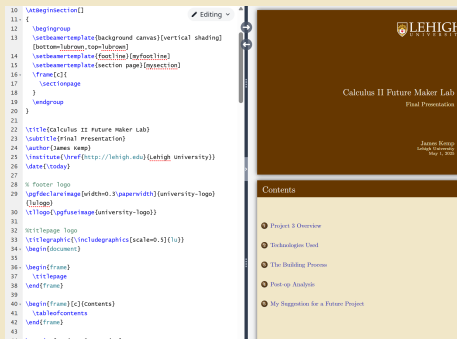 Editing
10 \AtBeginSection[]
11 {
12 \begingroup
13 \setbeamertemplate{background canvas}[vertical shading]
[bottom=lubrown,top=lubrown]
14 \setbeamertemplate{footline}[myfootline]
15 \setbeamertemplate{section page}[mysection]
16 \frame[c]{
17 \sectionpage
18 }
19 \endgroup
20 }
21
22 \title{Calculus II Future Maker Lab}
23 \subtitle{Final Presentation}
24 \author{James Kemp}
25 \institute{\href{http://lehigh.edu}{Lehigh University}}
26 \date{\today}
27
28 % footer logo
29 \pgfdeclareimage[width=0.3\paperwidth]{university-logo}
{lulogo}
30 \tllogo{\pgfuseimage{university-logo}}
31
32 %titlepage logo
33 \titlegraphic{\includegraphics[scale=0.5]{lu}}
34 \begin{document}
35
36 \begin{frame}
37 \titlepage
38 \end{frame}
39
40 \begin{frame}[c]{Contents}
41 \tableofcontents
42 \end{frame}
43
LEHIGH
UNIVERSITY
Calculus II Future Maker Lab
Final Presentation
James Kemp
Lehigh University
May 1, 2020
Contents
Project 3 Overview
Technologies Used
The Building Process
Post-op Analysis
My Suggestion for a Future Project